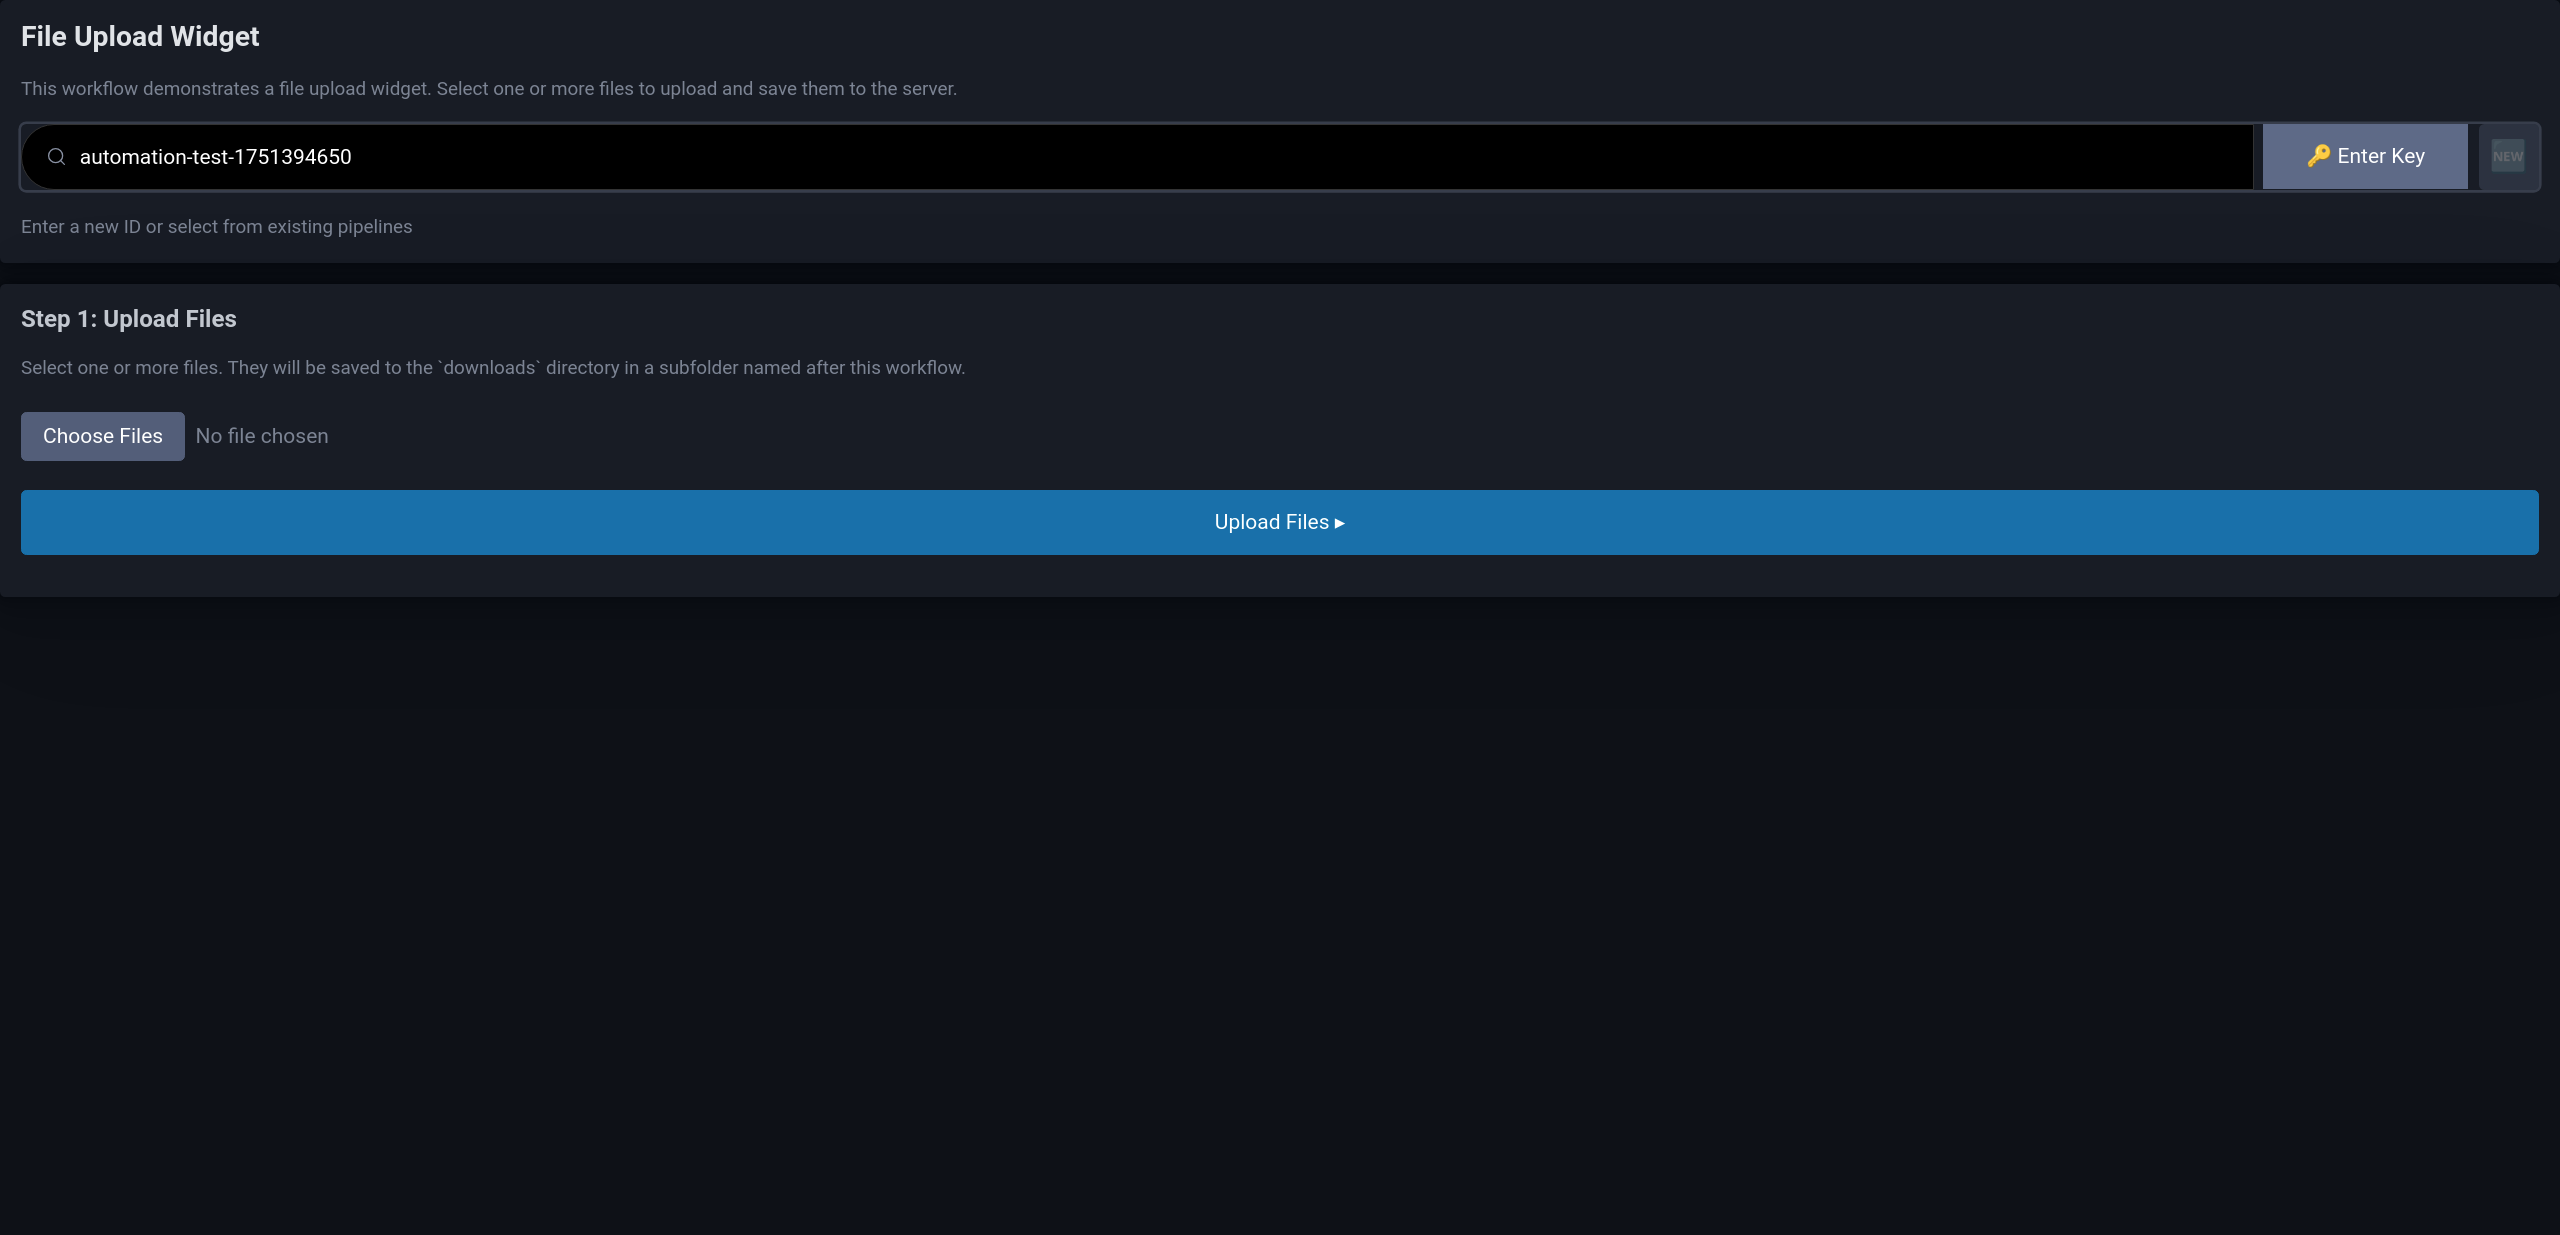 File Upload Widget
This workflow demonstrates a file upload widget. Select one or more files to upload and save them to the server.
automation-test-1751394650
🔑 Enter Key
🆕
Enter a new ID or select from existing pipelines
Step 1: Upload Files
Select one or more files. They will be saved to the `downloads` directory in a subfolder named after this workflow.
Choose Files No file chosen
Upload Files ▸